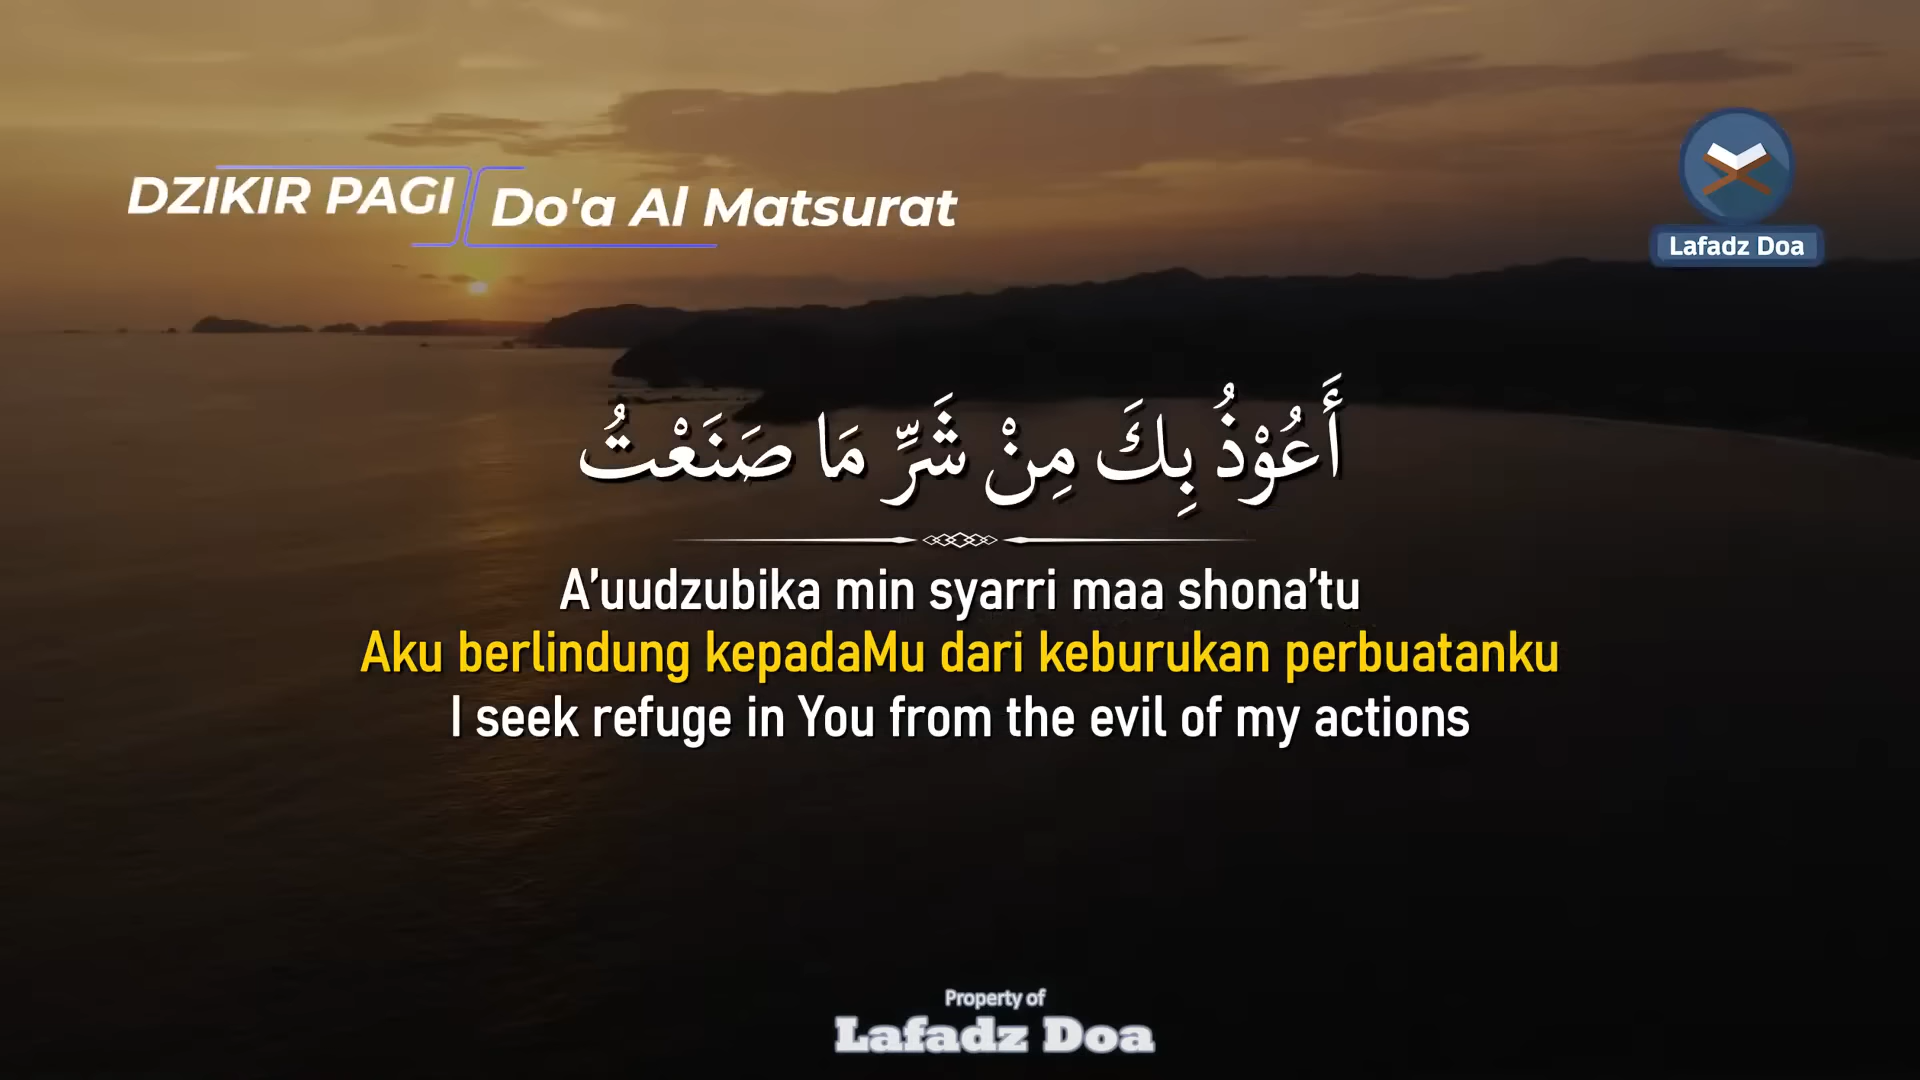 DZIKIR PAGI
Do'a Al Matsurat
Lafadz Doa
أَعُوْذُ بِكَ مِنْ شَرِّ مَا صَنَعْتُ
A’uudzubika min syarri maa shona’tu
Aku berlindung kepadaMu dari keburukan perbuatanku
I seek refuge in You from the evil of my actions
Property of
Lafadz Doa